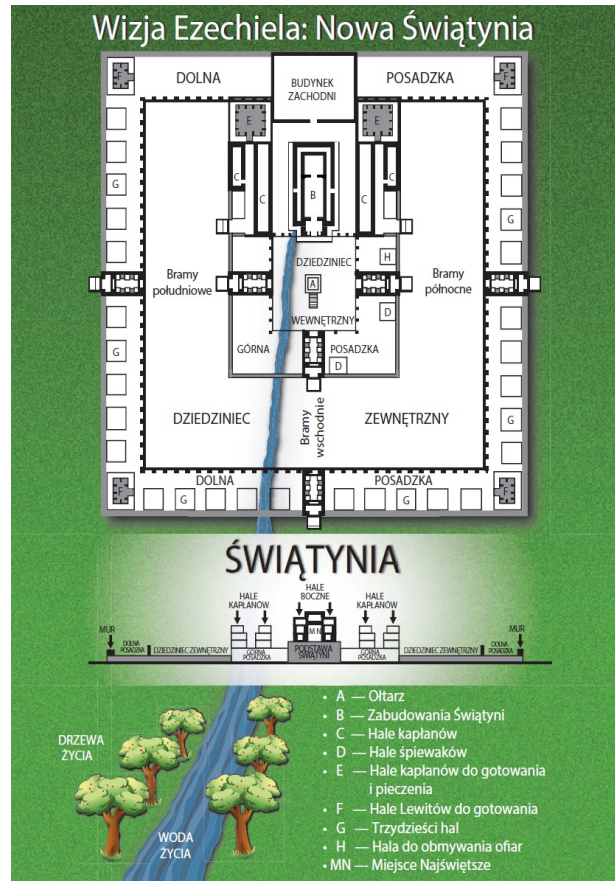 Wizja Ezechiela: Nowa Świątynia
F
DOLNA
BUDYNEK
ZACHODNI
POSADZKA
F
E
E
G
C
C
B
C
C
G
DZIEDZINIEC
H
Bramy
południowe
A
Bramy
północne
D
WEWNĘTRZNY
G
GÓRNA
POSADZKA
D
G
DZIEDZINIEC
Bramy
wschodnie
ZEWNĘTRZNY
F
DOLNA
G
POSADZKA
G
F
ŚWIĄTYNIA
HALE
KAPŁANÓW
HALE
BOCZNE
HALE
KAPŁANÓW
MUR
M N
MUR
DOLNA
POSADZKA
DZIEDZINIEC ZEWNĘTRZNY
GÓRNA
POSADZKA
PODSTAWA
ŚWIĄTYNI
GÓRNA
POSADZKA
DZIEDZINIEC ZEWNĘTRZNY
DOLNA
POSADZKA
DRZEWA
ŻYCIA
WODA
ŻYCIA
• A — Ołtarz
• B — Zabudowania Świątyni
• C — Hale kapłanów
• D — Hale śpiewaków
• E — Hale kapłanów do gotowania
i pieczenia
• F — Hale Lewitów do gotowania
• G — Trzydzieści hal
• H — Hala do obmywania ofiar
• MN — Miejsce Najświętsze